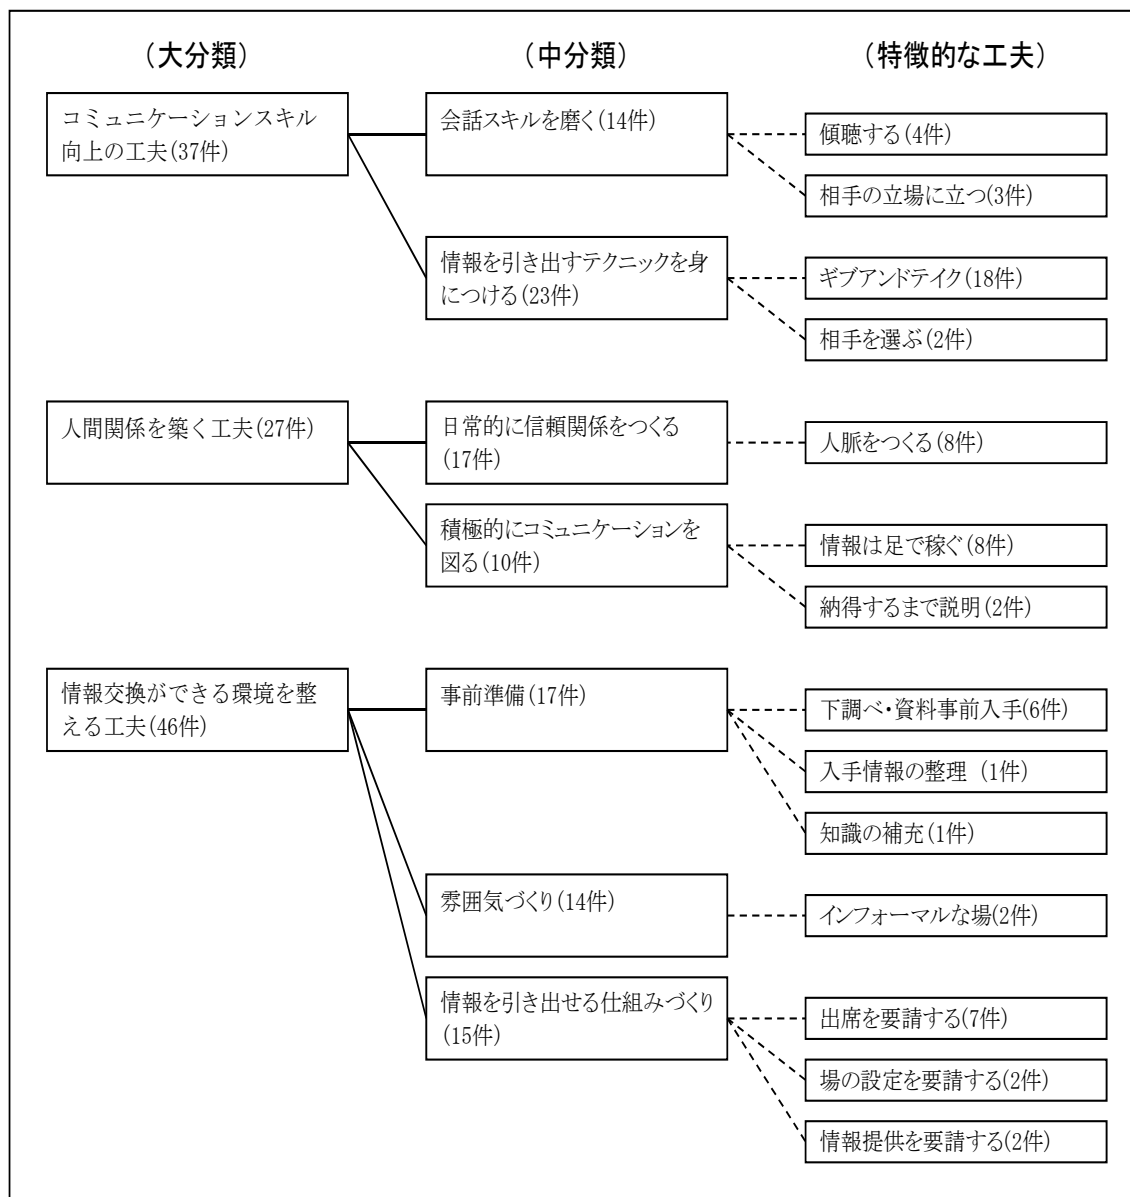 （大分類）
（中分類）
（特徴的な工夫）
コミュニケーションスキル
向上の工夫(37件)
会話スキルを磨く(14件)
傾聴する(4件)
相手の立場に立つ(3件)
情報を引き出すテクニックを身
につける(23件)
ギブアンドテイク(18件)
相手を選ぶ(2件)
人間関係を築く工夫(27件)
日常的に信頼関係をつくる
(17件)
人脈をつくる(8件)
積極的にコミュニケーションを
図る(10件)
情報は足で稼ぐ(8件)
納得するまで説明(2件)
情報交換ができる環境を整
える工夫(46件)
事前準備(17件)
下調べ・資料事前入手(6件)
入手情報の整理 (1件)
知識の補充(1件)
雰囲気づくり(14件)
インフォーマルな場(2件)
情報を引き出せる仕組みづくり
(15件)
出席を要請する(7件)
場の設定を要請する(2件)
情報提供を要請する(2件)